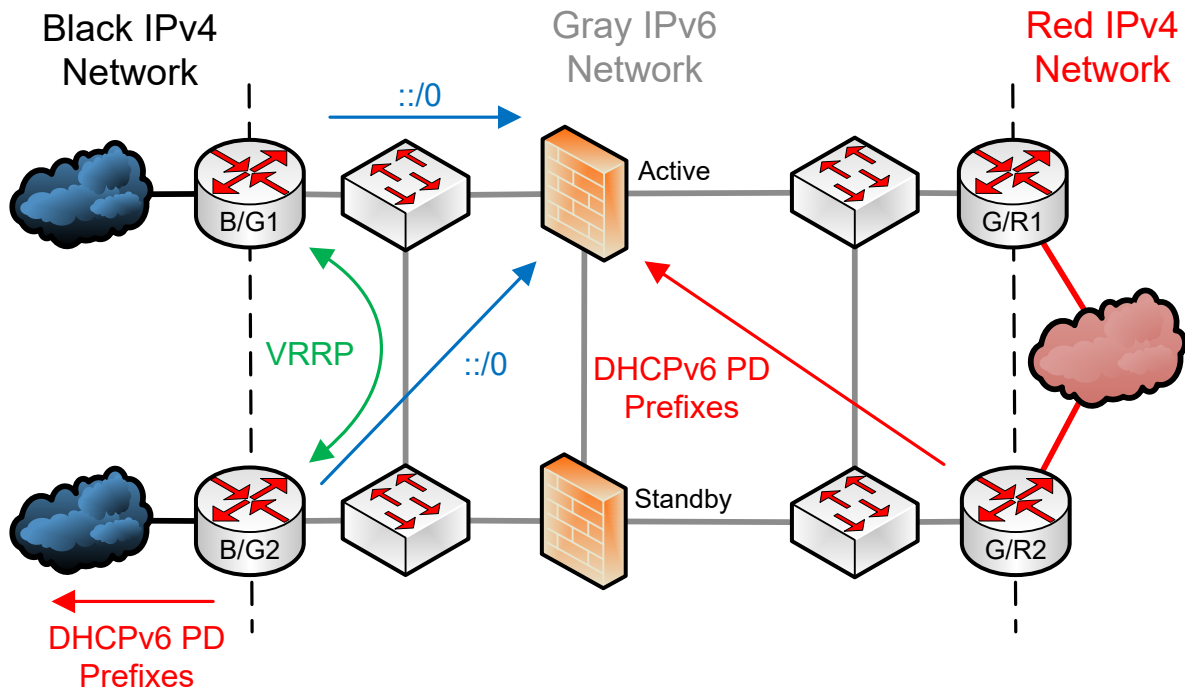 Black IPv4
Network
Gray IPv6
Network
Red IPv4
Network
::/0
Active
B/G1
G/R1
VRRP
::/0
DHCPv6 PD
Prefixes
Standby
B/G2
G/R2
DHCPv6 PD
Prefixes